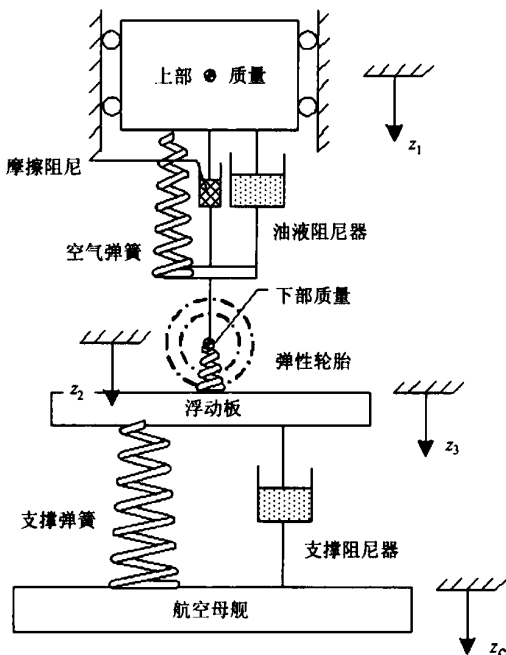 上部 质量
z1
摩擦阻尼
油液阻尼器
空气弹簧
下部质量
弹性轮胎
z2
浮动板
z3
支撑弹簧
支撑阻尼器
航空母舰
zc